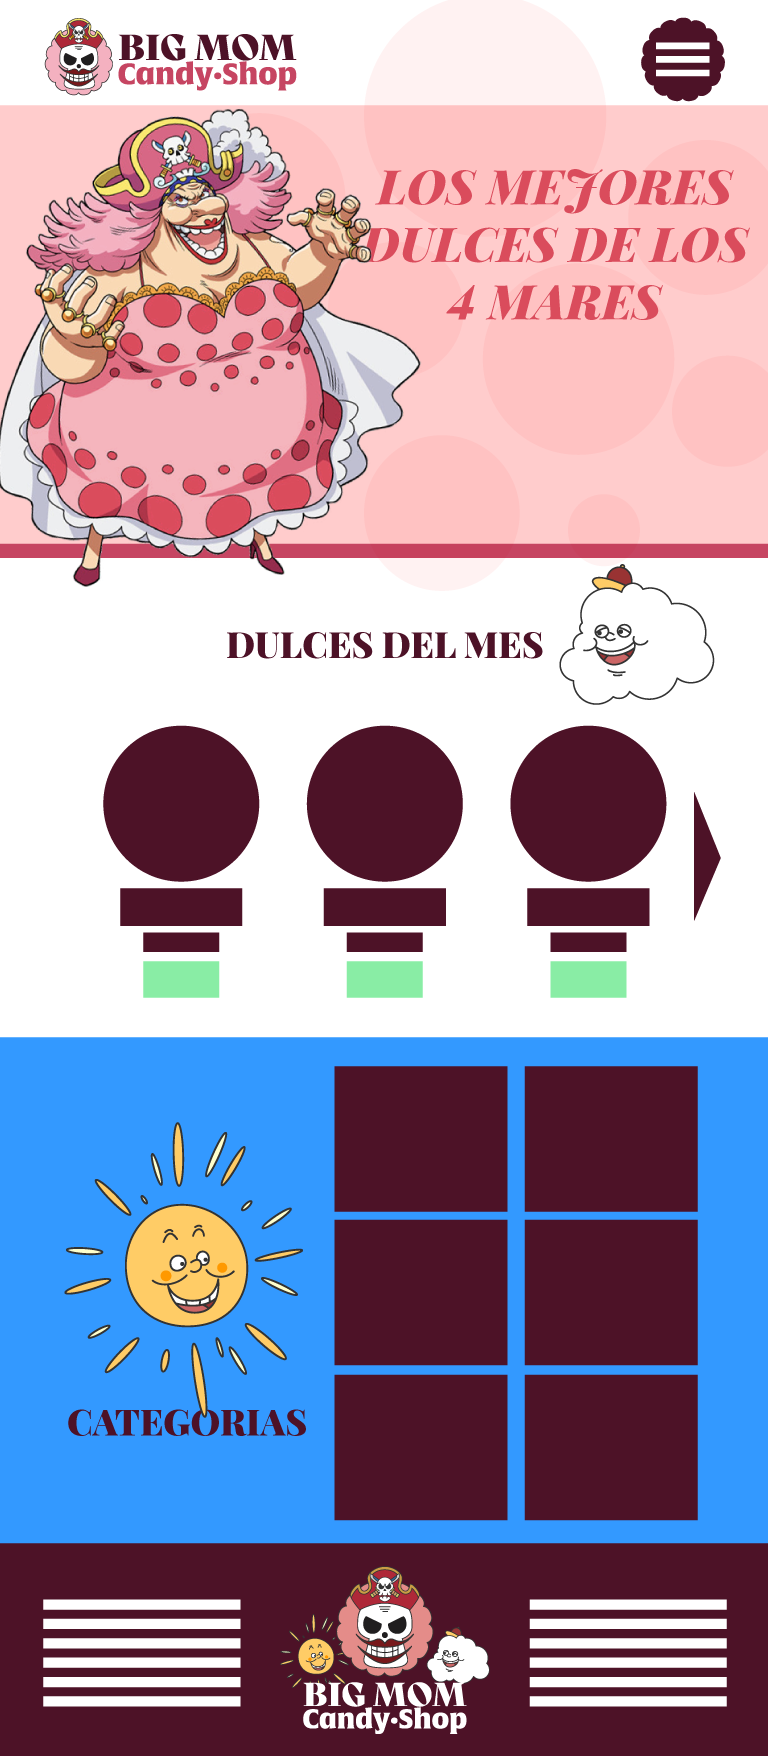 BIG MOM
Candy•Shop
LOS MEJORES
DULCES DE LOS
4 MARES
DULCES DEL MES
CATEGORIAS
BIG MOM
Candy•Shop